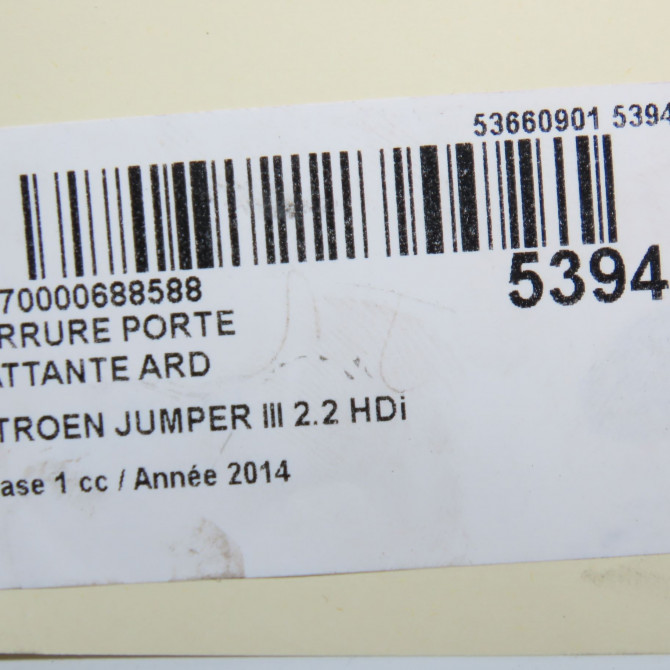 53660901 5394
70000688588
5394
RRURE PORTE
ATTANTE ARD
TROEN JUMPER III 2.2 HDi
ase 1 cc / Année 2014